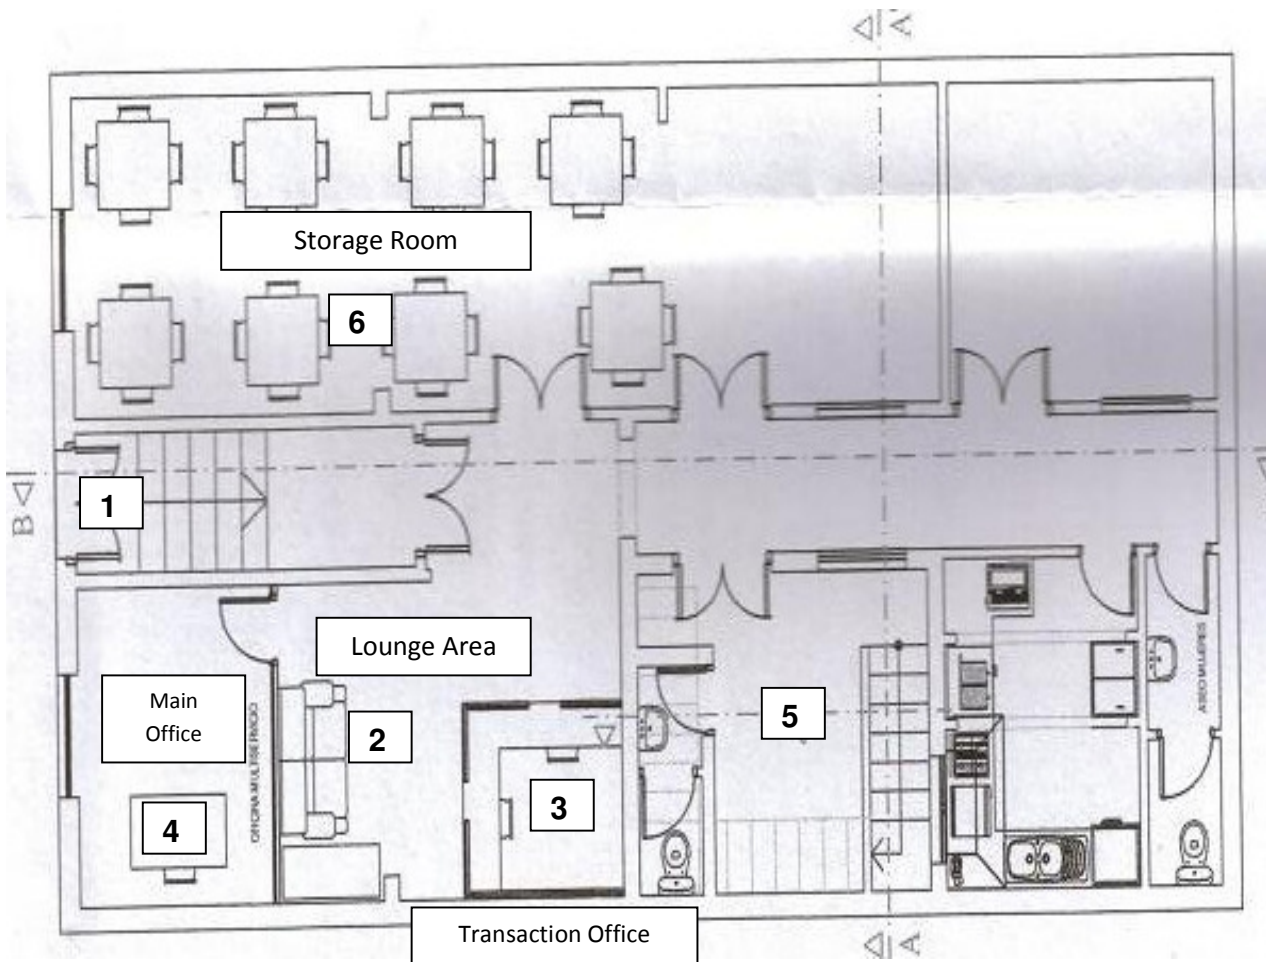 A
Storage Room
6
1
B
Lounge Area
Main
Office
2
5
3
4
OFICINA MULTISERVICIO
ASEO MUJERES
Transaction Office
A